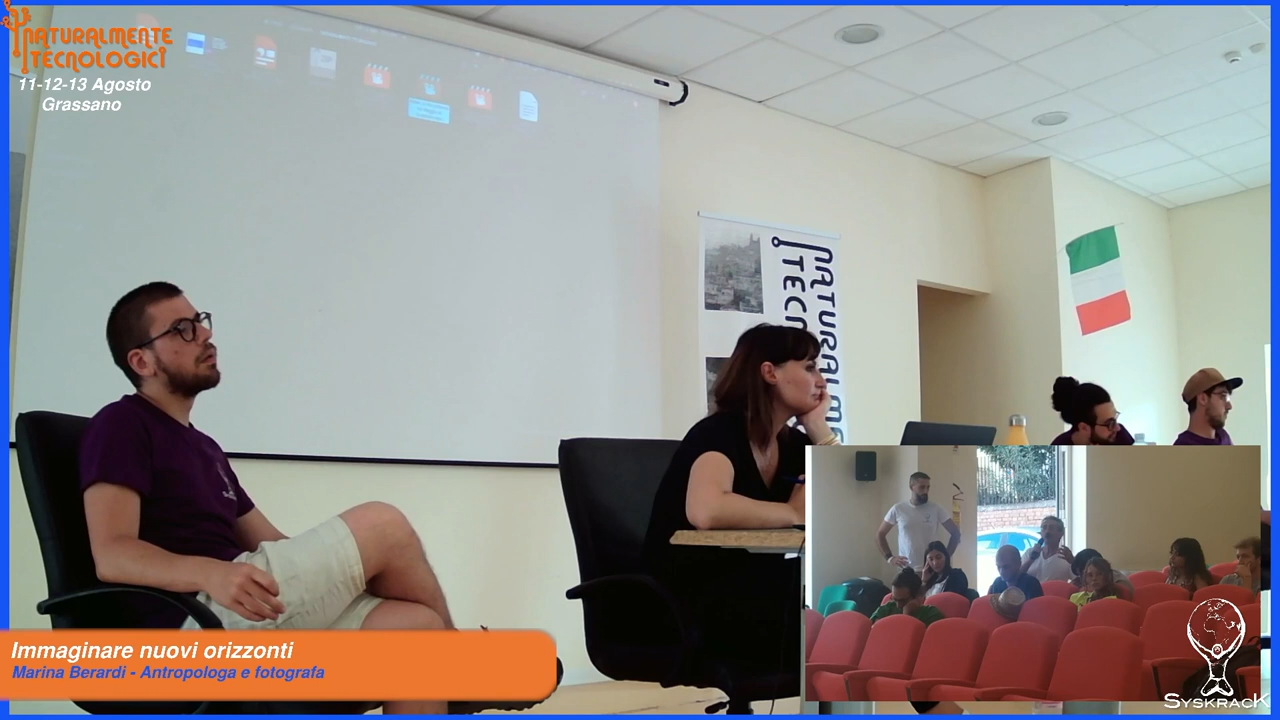 NATURALMENTE
TECNOLOGICI
11-12-13 Agosto
Grassano
Immaginare nuovi orizzonti
Marina Berardi - Antropologa e fotografa
SYSKRACK